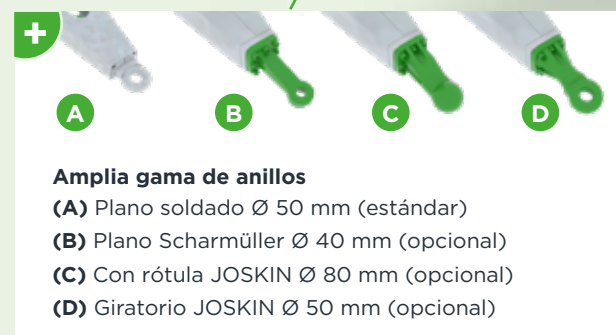 +
A B C D
Amplia gama de anillos
(A) Plano soldado Ø 50 mm (estándar)
(B) Plano Scharmüller Ø 40 mm (opcional)
(C) Con rótula JOSKIN Ø 80 mm (opcional)
(D) Giratorio JOSKIN Ø 50 mm (opcional)